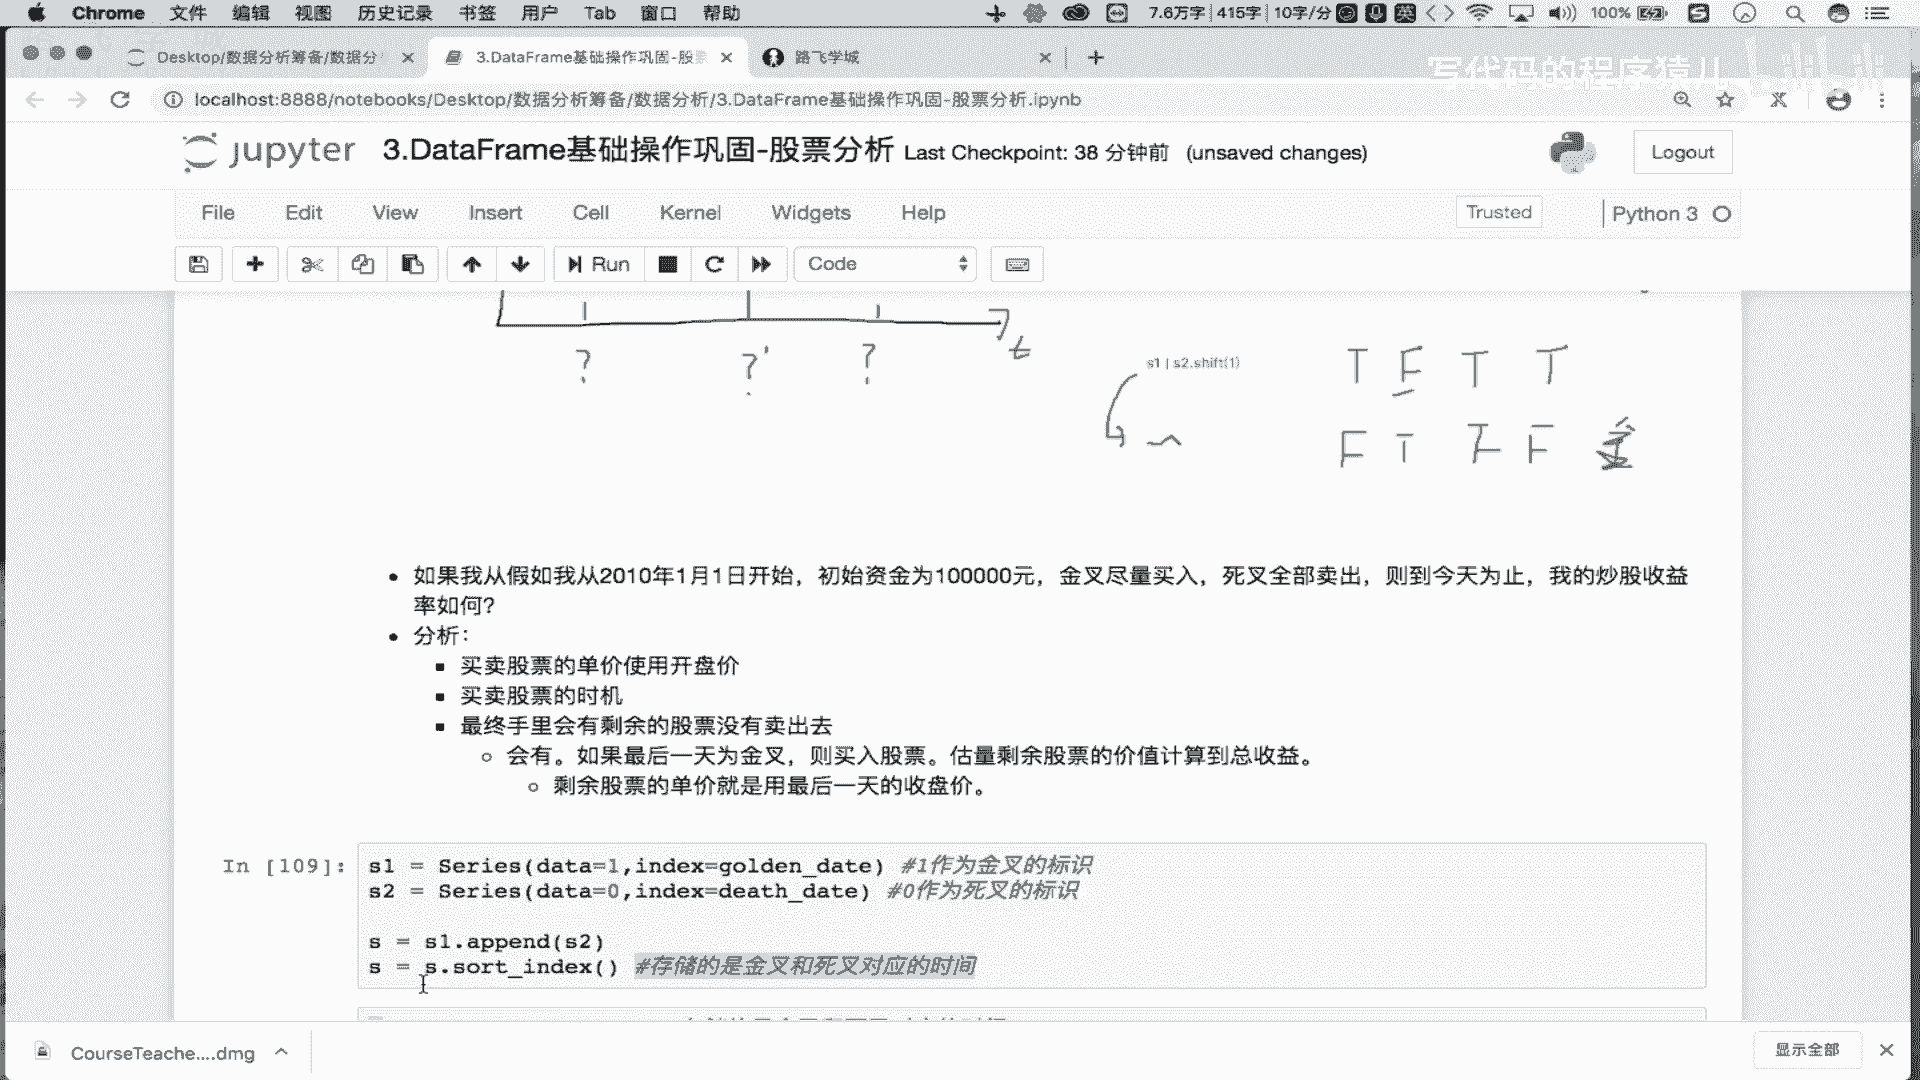 Chrome 文件 编辑 视图 历史记录 书签 用户 Tab 窗口 帮助 7.6万字 415字 10字/分 英 100%
Desktop/数据分析筹备/数据分 3.DataFrame基础操作巩固-股 路飞学城
写代码的程序猿儿 bilibili
localhost:8888/notebooks/Desktop/数据分析筹备/数据分析/3.DataFrame基础操作巩固-股票分析.ipynb
jupyter 3.DataFrame基础操作巩固-股票分析 Last Checkpoint: 38 分钟前 (unsaved changes) Logout
File Edit View Insert Cell Kernel Widgets Help Trusted Python 3
Run Code
t
? ?' ?
s1 | s2.shift(1)
T F T T
F T F F
如果我从假如我从2010年1月1日开始，初始资金为100000元，金叉尽量买入，死叉全部卖出，则到今天为止，我的炒股收益
率如何?
分析：
买卖股票的单价使用开盘价
买卖股票的时机
最终手里会有剩余的股票没有卖出去
会有。如果最后一天为金叉，则买入股票。估量剩余股票的价值计算到总收益。
剩余股票的单价就是用最后一天的收盘价。
In [109]: s1 = Series(data=1,index=golden_date) #1作为金叉的标识
s2 = Series(data=0,index=death_date) #0作为死叉的标识
s = s1.append(s2)
s = s.sort_index() #存储的是金叉和死叉对应的时间
CourseTeache....dmg 显示全部